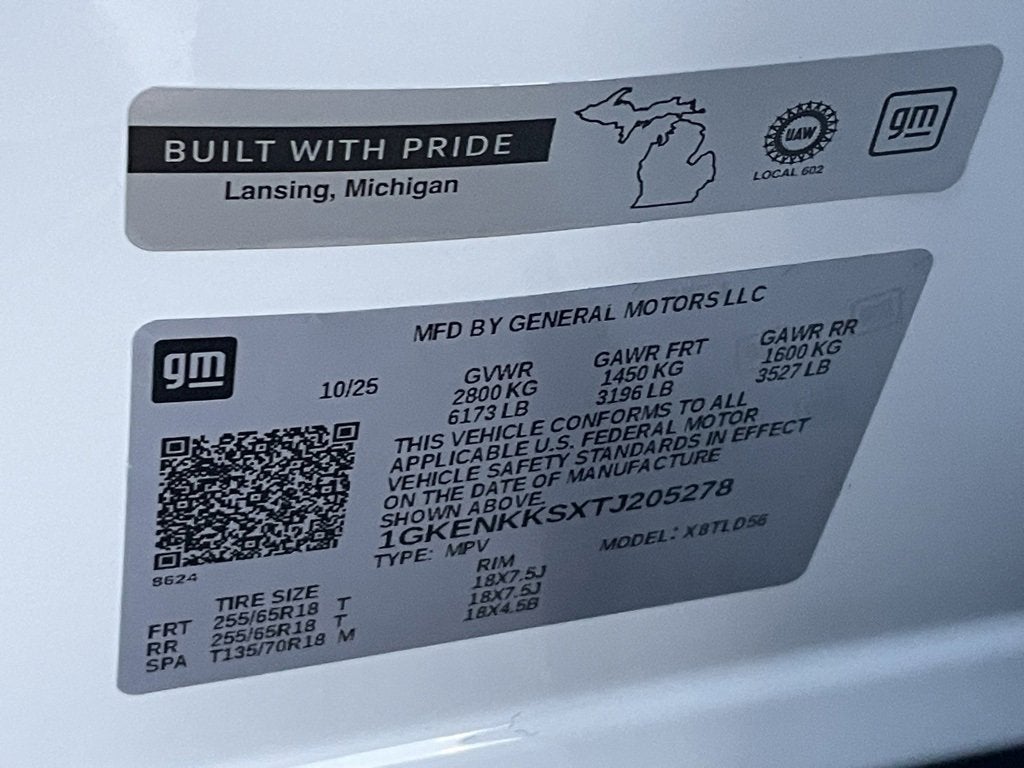 BUILT WITH PRIDE
Lansing, Michigan
UAW
LOCAL 602
gm
gm
MFD BY GENERAL MOTORS LLC
10/25
GVWR
2800 KG
6173 LB
GAWR FRT
1450 KG
3196 LB
GAWR RR
1600 KG
3527 LB
THIS VEHICLE CONFORMS TO ALL
APPLICABLE U.S. FEDERAL MOTOR
VEHICLE SAFETY STANDARDS IN EFFECT
ON THE DATE OF MANUFACTURE
SHOWN ABOVE.
1GKENKKSXTJ205278
TYPE: MPV
MODEL: X8TLD56
8624
TIRE SIZE RIM
FRT 255/65R18 T 18X7.5J
RR 255/65R18 T 18X7.5J
SPA T135/70R18 M 18X4.5B